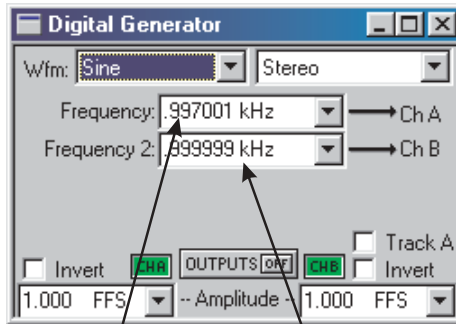 Digital Generator
Wfm: Sine Stereo
Frequency: .997001 kHz Ch A
Frequency 2: .999999 kHz Ch B
Track A
Invert CHA OUTPUTS OFF CHB Invert
1.000 FFS -- Amplitude -- 1.000 FFS